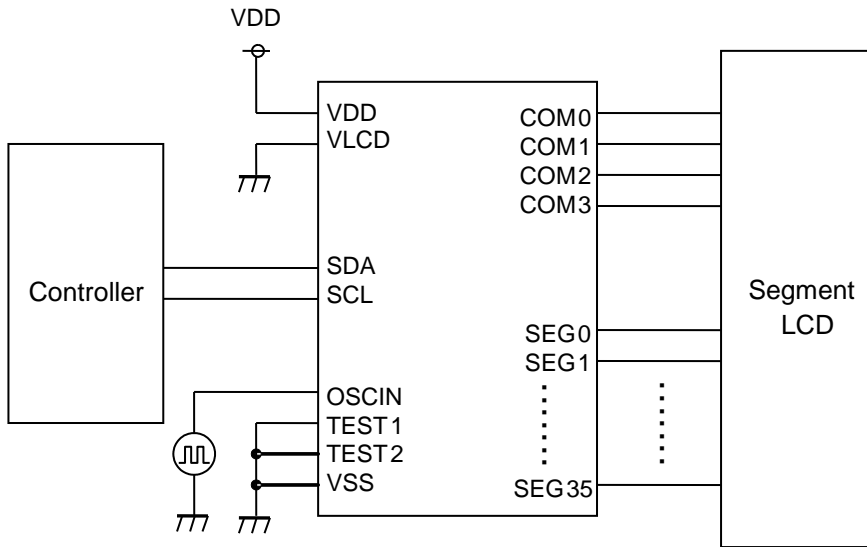 VDD
VDD
VLCD
SDA
SCL
OSCIN
TEST1
TEST2
VSS
COM0
COM1
COM2
COM3
SEG0
SEG1
SEG35
Controller
Segment
LCD